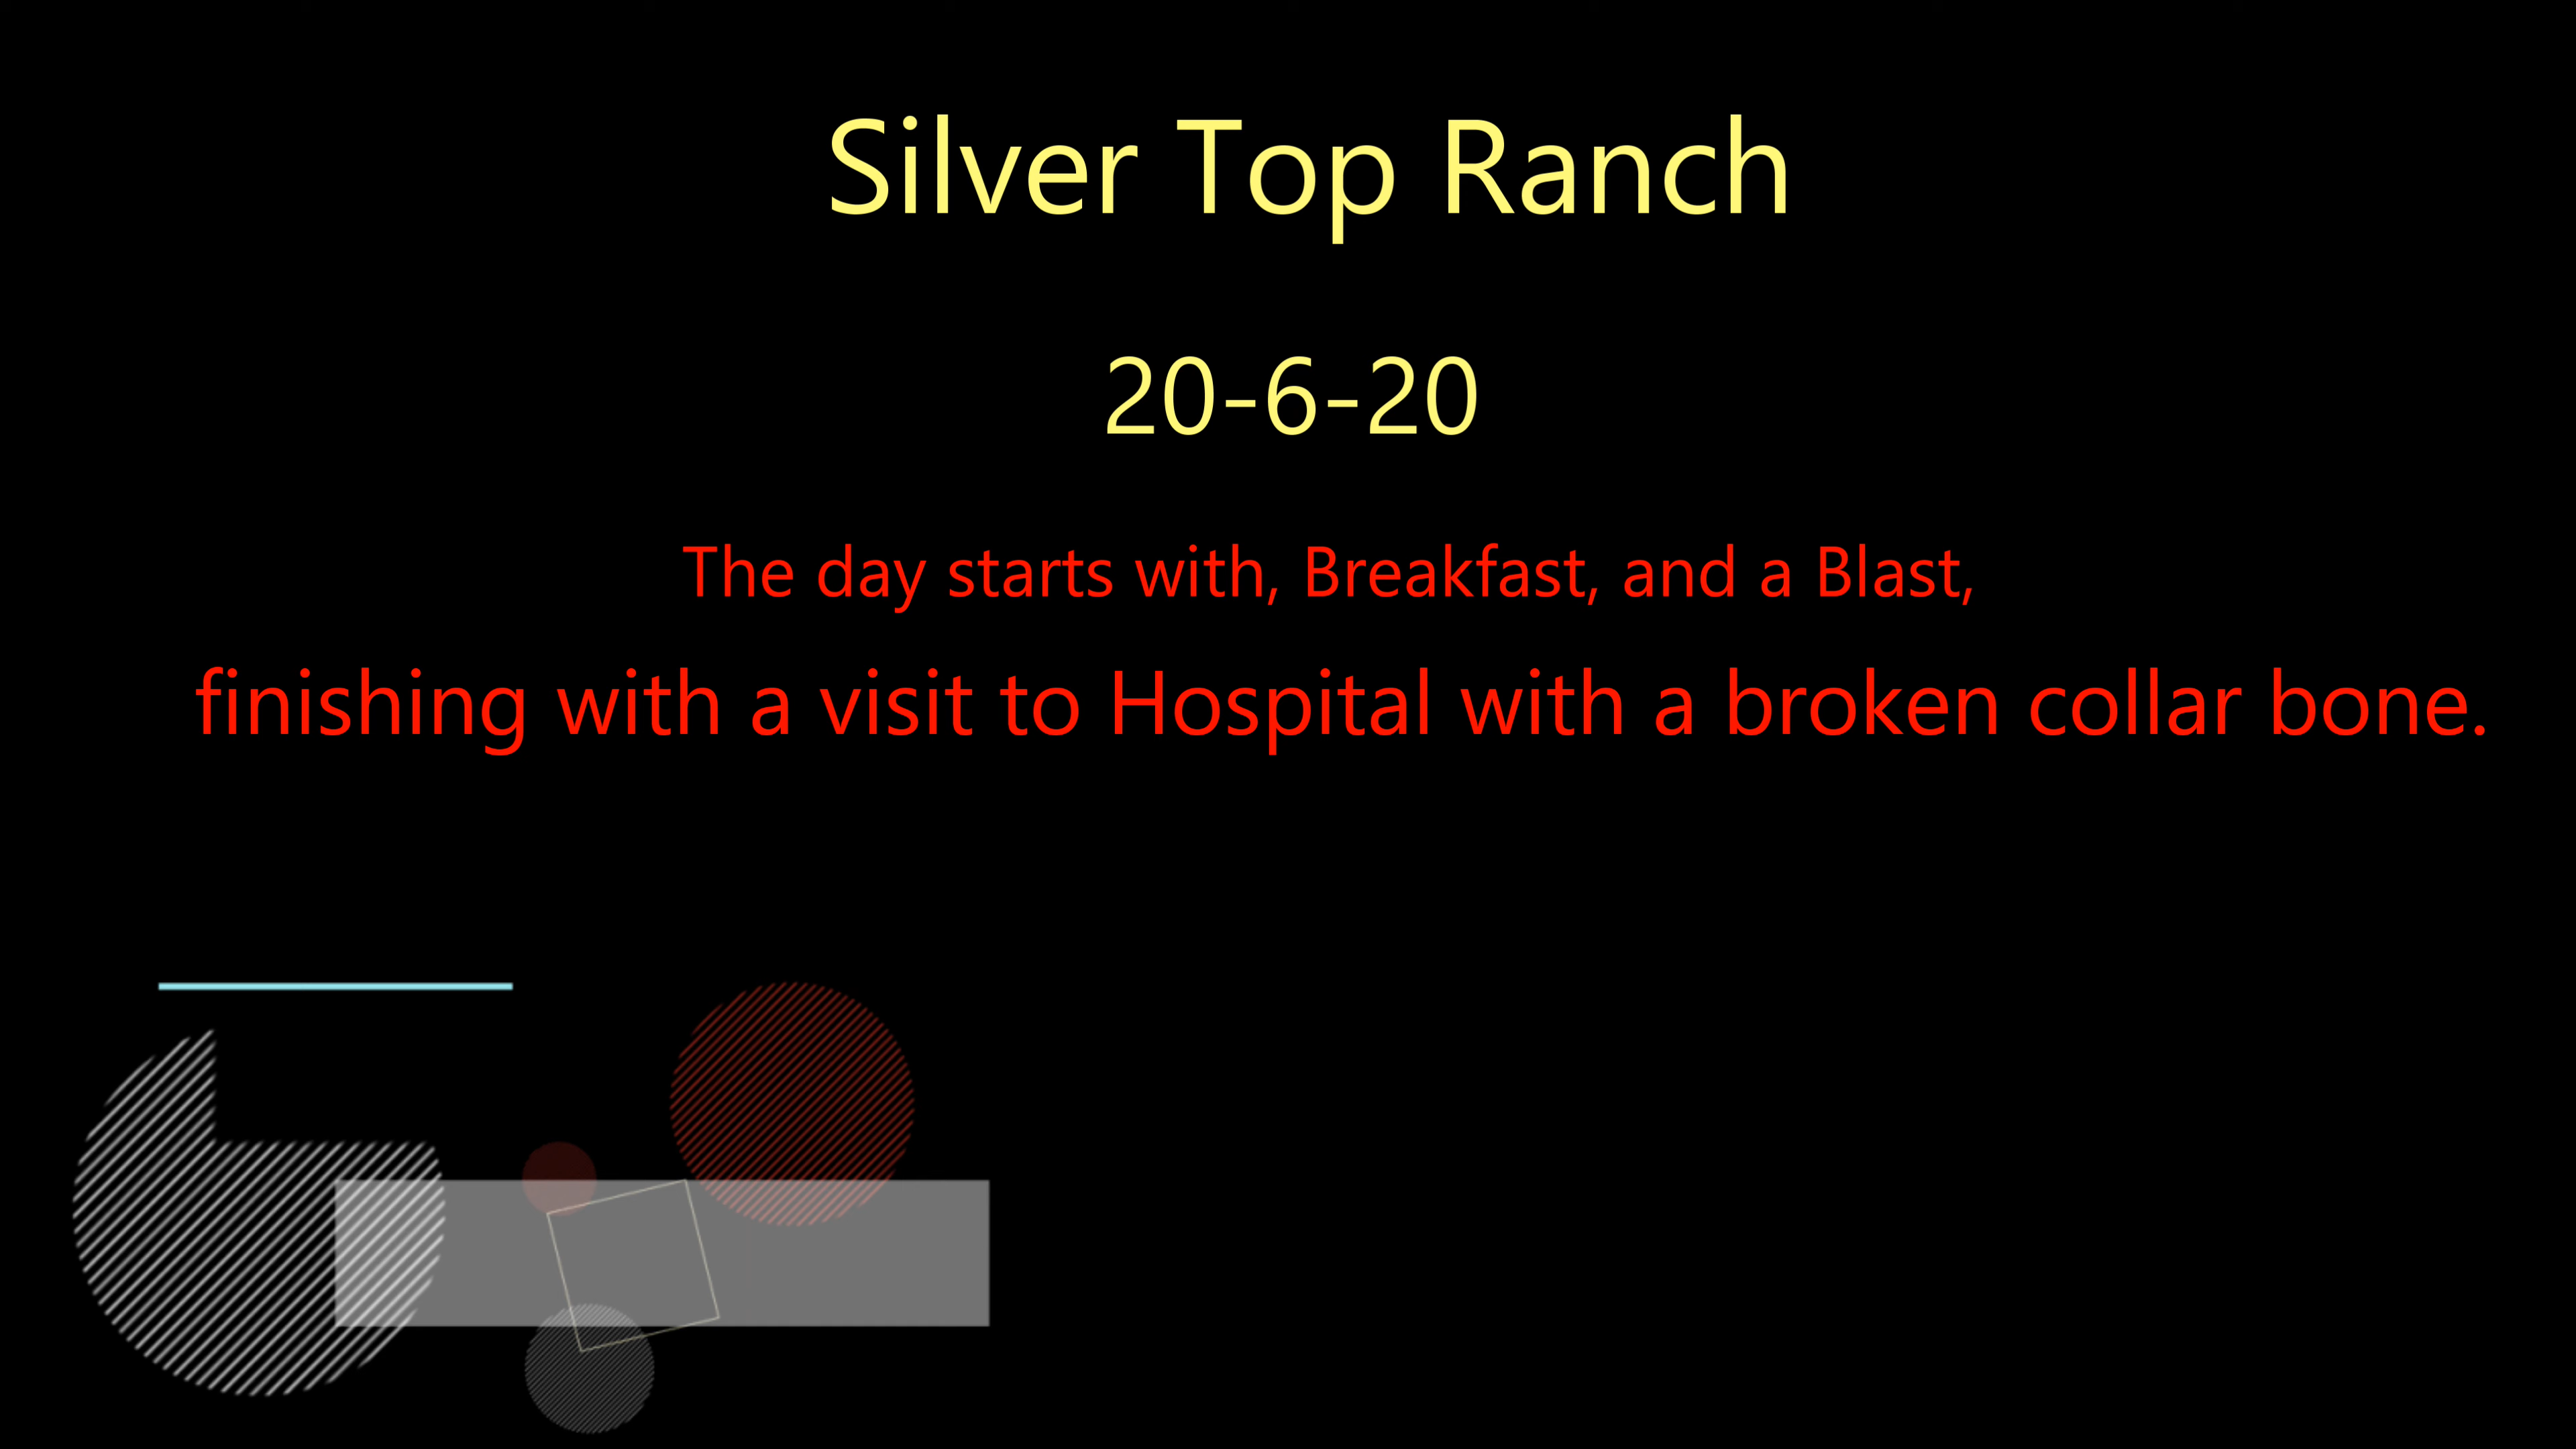 Silver Top Ranch
20-6-20
The day starts with, Breakfast, and a Blast,
finishing with a visit to Hospital with a broken collar bone.